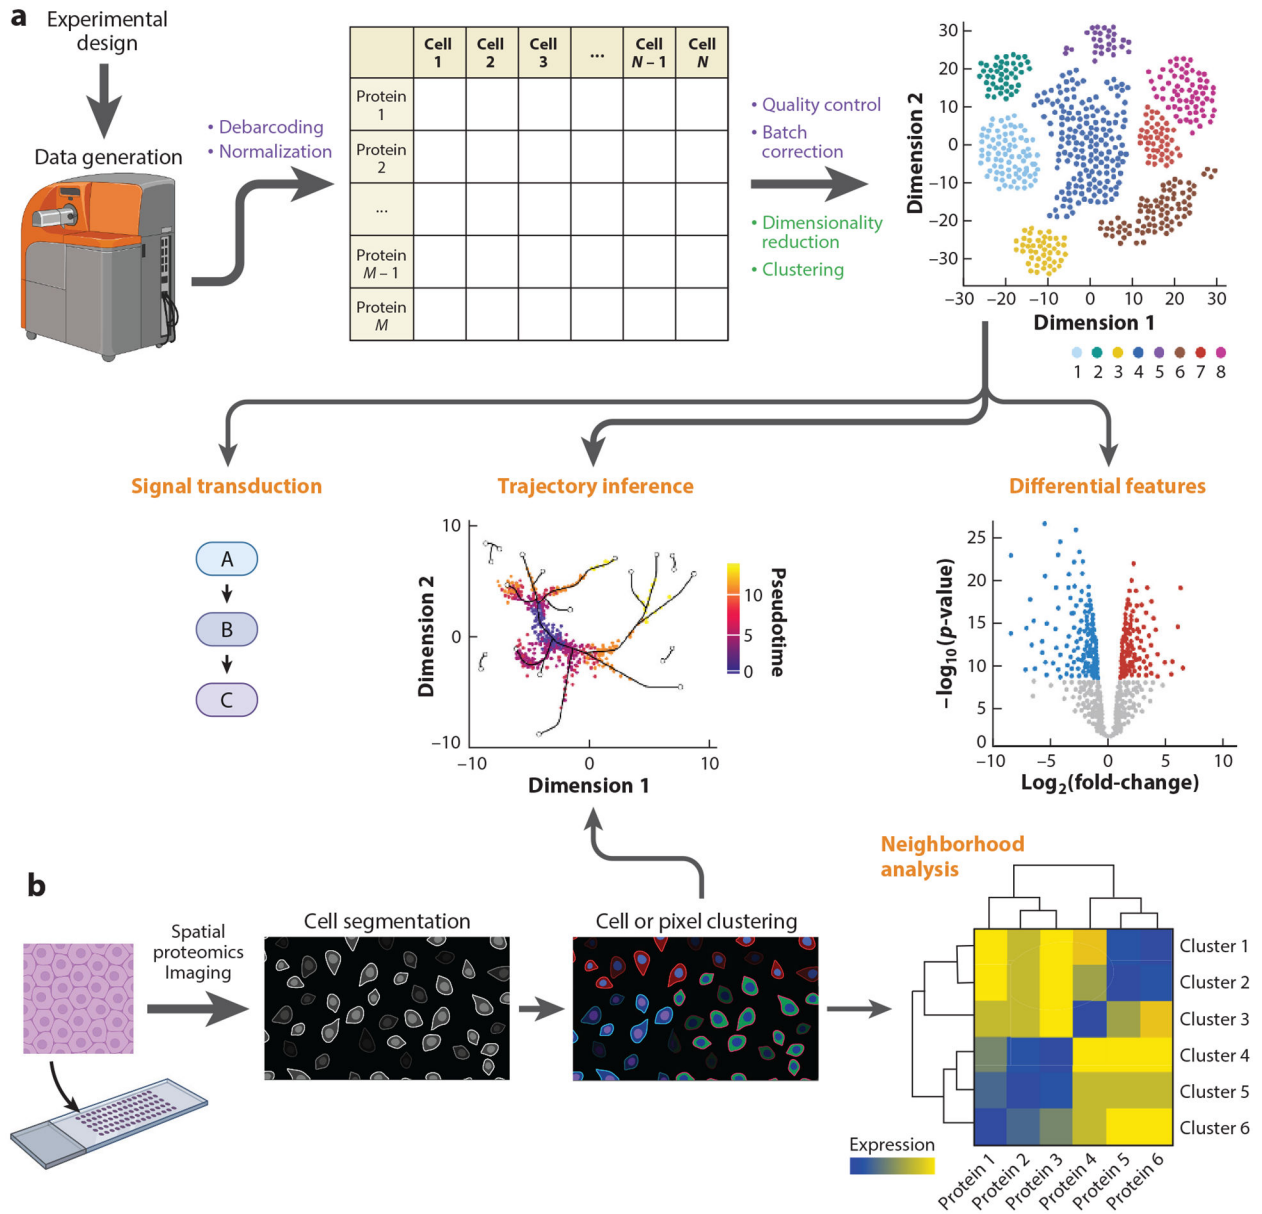 a
Experimental
design
Data generation
• Debarcoding
• Normalization
Cell
1
Cell
2
Cell
3
...
Cell
N – 1
Cell
N
Protein
1
Protein
2
...
Protein
M – 1
Protein
M
• Quality control
• Batch
correction
• Dimensionality
reduction
• Clustering
Dimension 2
30
20
10
0
–10
–20
–30
–30 –20 –10 0 10 20 30
Dimension 1
1 2 3 4 5 6 7 8
Signal transduction
A
B
C
Trajectory inference
Dimension 2
10
0
–10
–10 0 10
Dimension 1
Pseudotime
10
5
0
Differential features
–log10(p-value)
25
20
15
10
5
0
–10 –5 0 5 10
Log2(fold-change)
b
Spatial
proteomics
Imaging
Cell segmentation
Cell or pixel clustering
Neighborhood
analysis
Cluster 1
Cluster 2
Cluster 3
Cluster 4
Cluster 5
Cluster 6
Expression
Protein 1
Protein 2
Protein 3
Protein 4
Protein 5
Protein 6